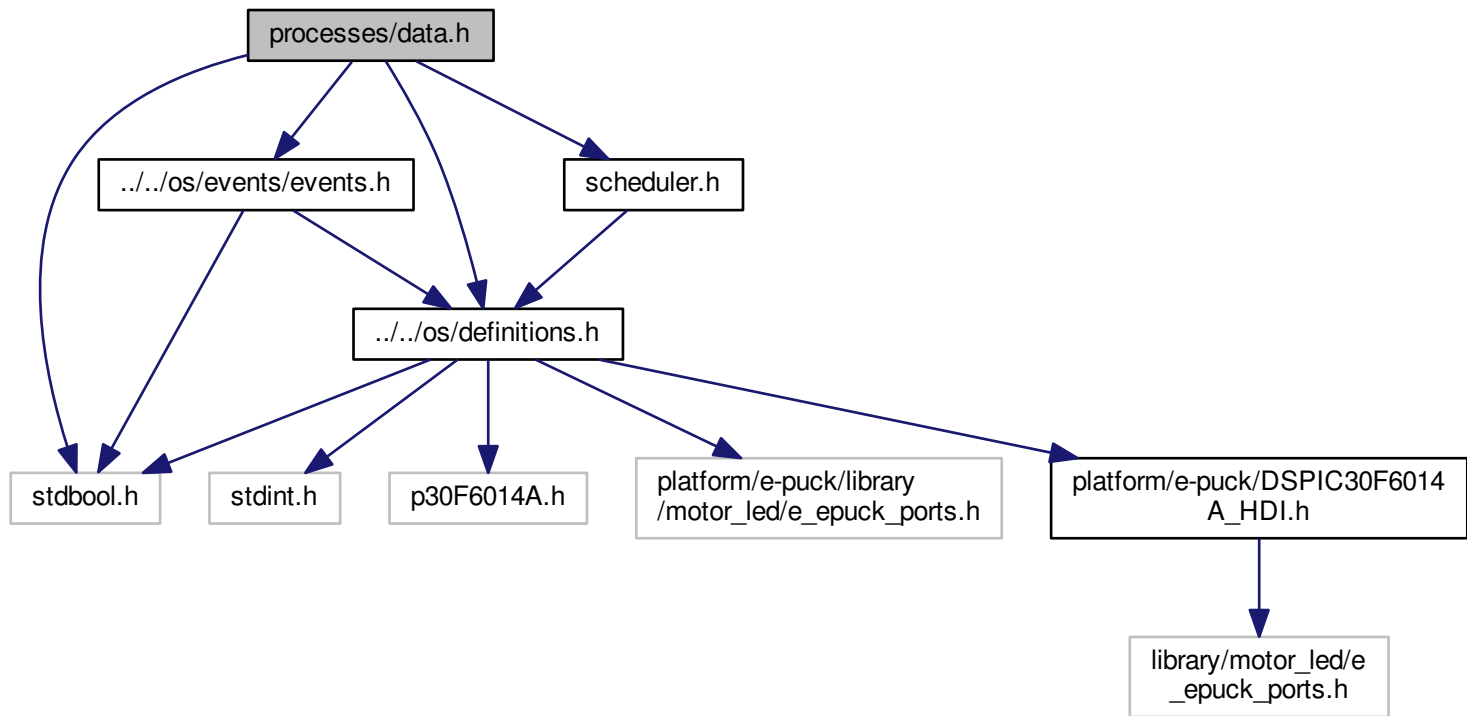 processes/data.h
../../os/events/events.h
scheduler.h
../../os/definitions.h
stdbool.h
stdint.h
p30F6014A.h
platform/e-puck/library
/motor_led/e_epuck_ports.h
platform/e-puck/DSPIC30F6014
A_HDI.h
library/motor_led/e
_epuck_ports.h